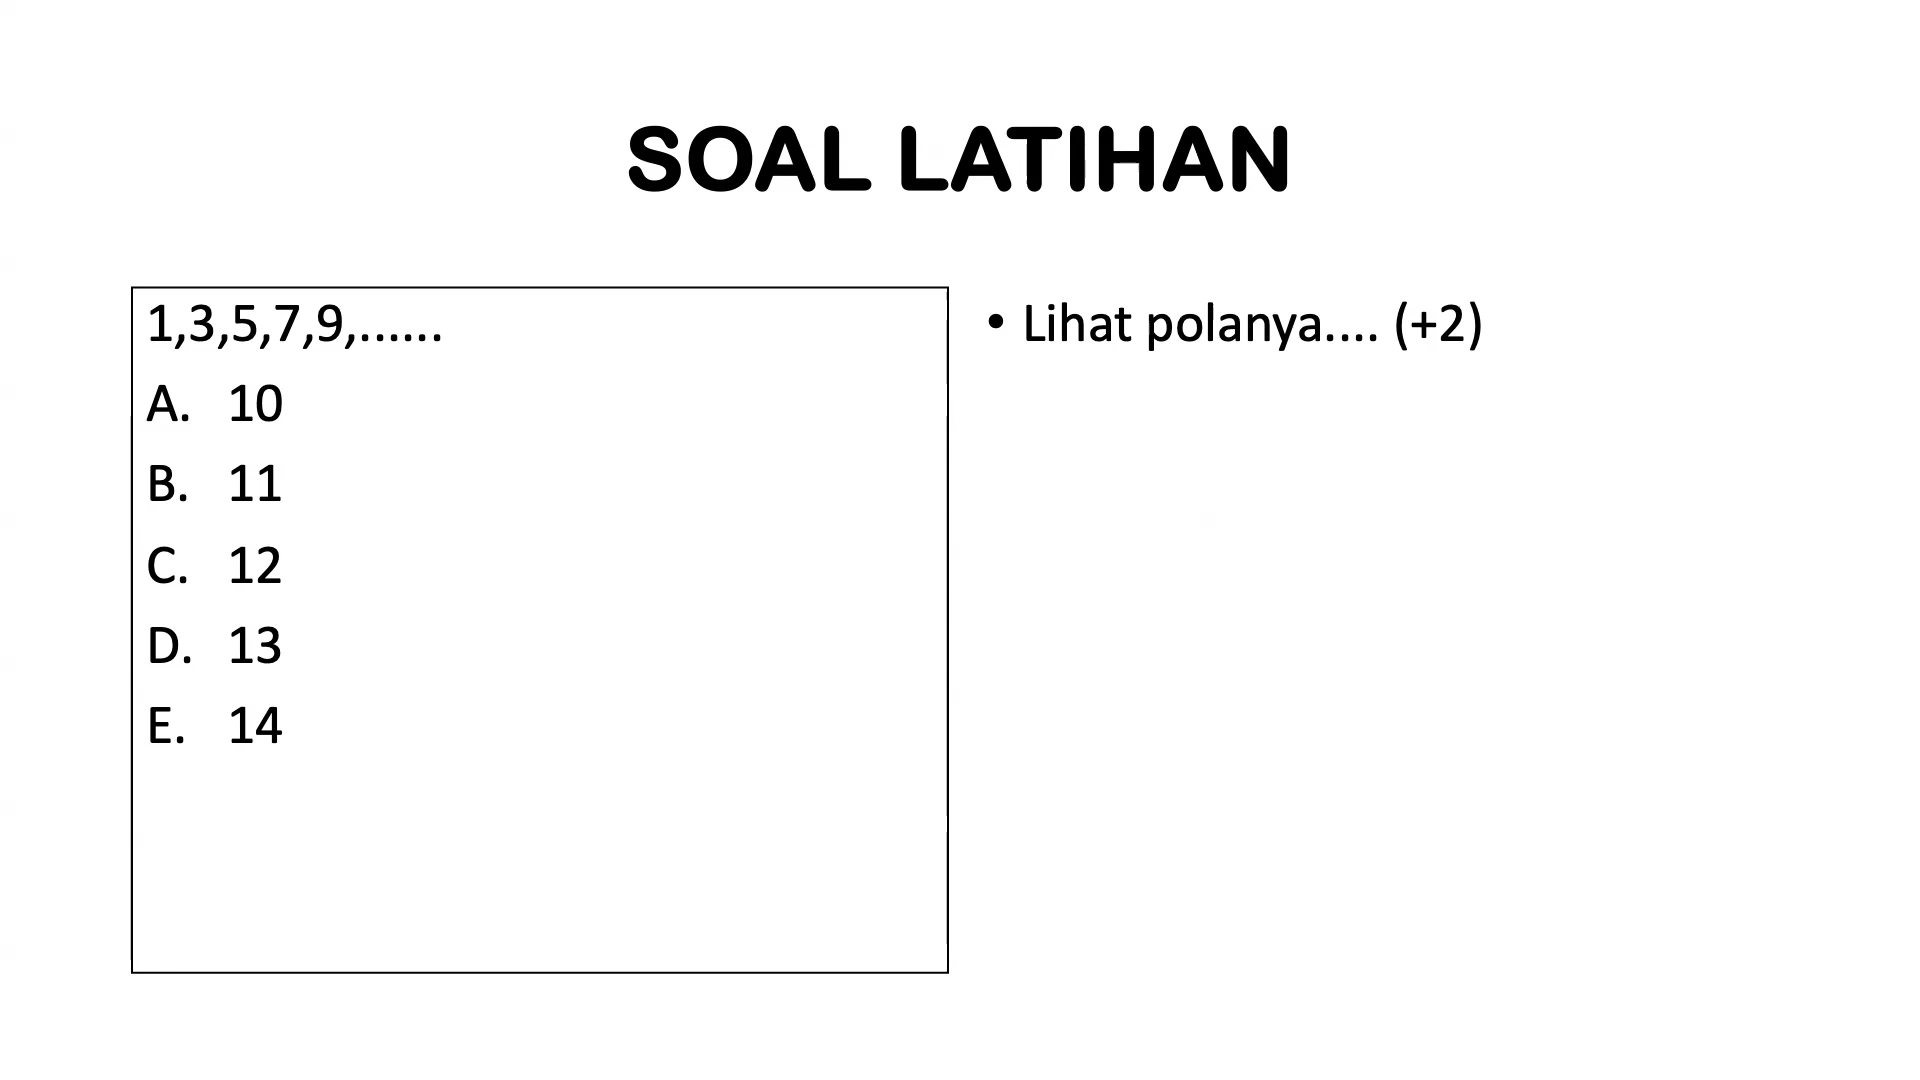 SOAL LATIHAN
1,3,5,7,9,......
A. 10
B. 11
C. 12
D. 13
E. 14
• Lihat polanya.... (+2)